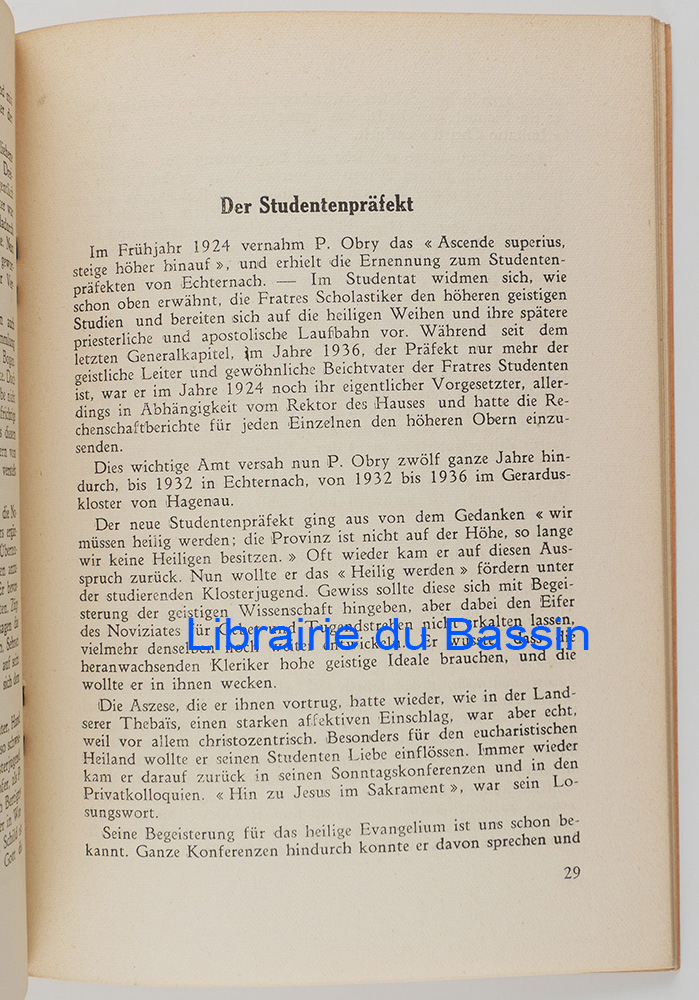 Der Studentenpräfekt
Im Frühjahr 1924 vernahm P. Obry das « Ascende superius,
steige höher hinauf », und erhielt die Ernennung zum Studenten-
präfekten von Echternach. — Im Studentat widmen sich, wie
schon oben erwähnt, die Fratres Scholastiker den höheren geistigen
Studien und bereiten sich auf die heiligen Weihen und ihre spätere
priesterliche und apostolische Laufbahn vor. Während seit dem
letzten Generalkapitel, im Jahre 1936, der Präfekt nur mehr der
geistliche Leiter und gewöhnliche Beichtvater der Fratres Studenten
ist, war er im Jahre 1924 noch ihr eigentlicher Vorgesetzter, aller-
dings in Abhängigkeit vom Rektor des Hauses und hatte die Re-
chenschaftberichte für jeden Einzelnen den höheren Obern einzu-
senden.
Dies wichtige Amt versah nun P. Obry zwölf ganze Jahre hin-
durch, bis 1932 in Echternach, von 1932 bis 1936 im Gerardus-
kloster von Hagenau.
Der neue Studentenpräfekt ging aus von dem Gedanken « wir
müssen heilig werden; die Provinz ist nicht auf der Höhe, so lange
wir keine Heiligen besitzen. » Oft wieder kam er auf diesen Aus-
spruch zurück. Nun wollte er das « Heilig werden » fördern unter
der studierenden Klosterjugend. Gewiss sollte diese sich mit Begei-
sterung der geistigen Wissenschaft hingeben, aber dabei den Eifer
des Noviziates für Gebet und Tugendstreben nicht erkalten lassen,
Librairie du Bassin
vielmehr denselben noch weiter entwickeln. Er wusste, dass die
heranwachsenden Kleriker hohe geistige Ideale brauchen, und die
wollte er in ihnen wecken.
Die Aszese, die er ihnen vortrug, hatte wieder, wie in der Land-
serer Thebaïs, einen starken affektiven Einschlag, war aber echt,
weil vor allem christozentrisch. Besonders für den eucharistischen
Heiland wollte er seinen Studenten Liebe einflössen. Immer wieder
kam er darauf zurück in seinen Sonntagskonferenzen und in den
Privatkolloquien. « Hin zu Jesus im Sakrament », war sein Lo-
sungswort.
Seine Begeisterung für das heilige Evangelium ist uns schon be-
kannt. Ganze Konferenzen hindurch konnte er davon sprechen und
29